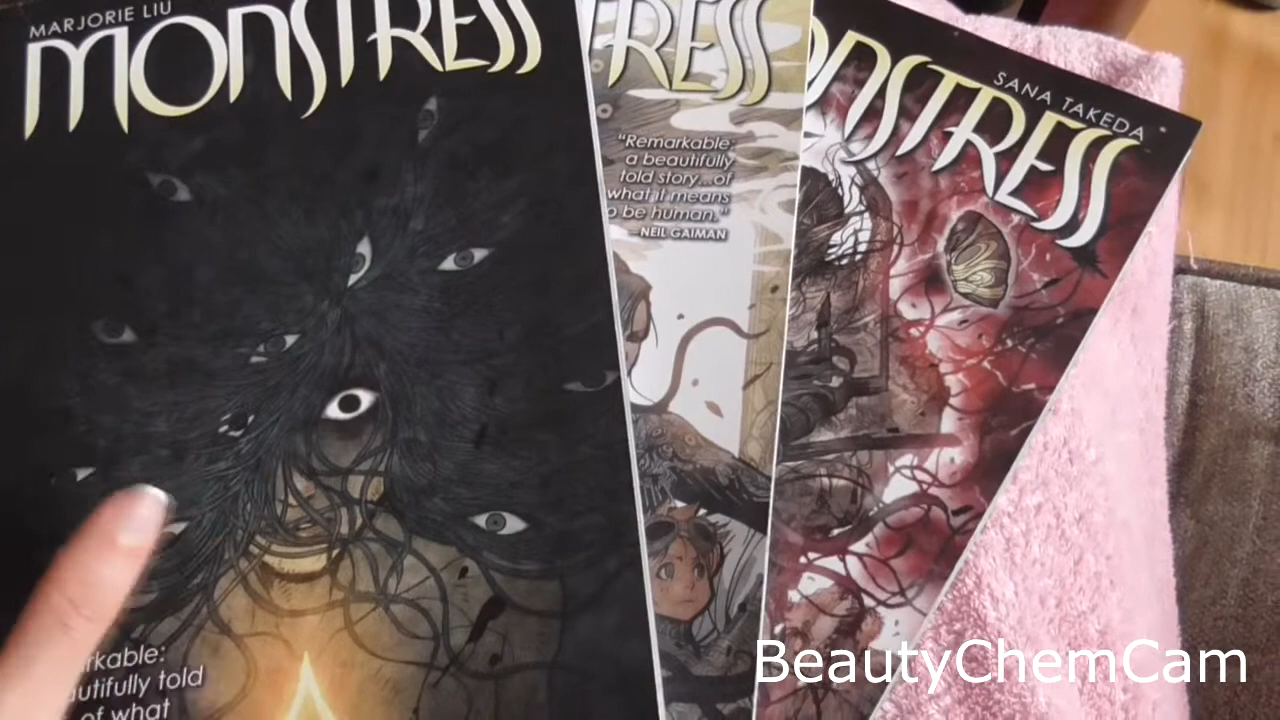 MARJORIE LIU
MONSTRESS
rkable:
utifully told
of what
RESS
"Remarkable:
a beautifully
told story...of
what it means
o be human."
—NEIL GAIMAN
SANA TAKEDA
ONSTRESS
BeautyChemCam